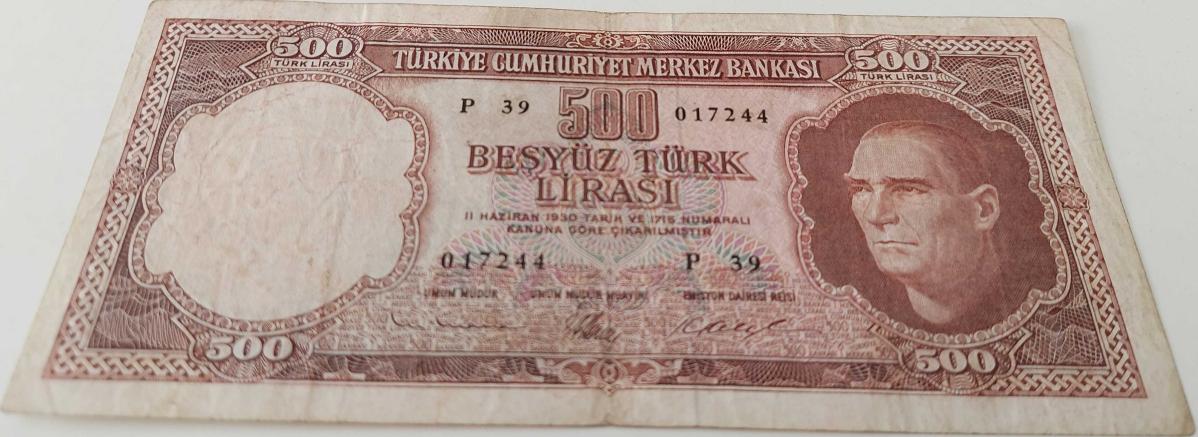 500
TÜRK LİRASI
TÜRKİYE CUMHURİYET MERKEZ BANKASI
500
TÜRK LİRASI
P 39
500
017244
BEŞYÜZ TÜRK
LİRASI
11 HAZİRAN 1930 TARİH VE 1715 NUMARALI
KANUNA GÖRE ÇIKARILMIŞTIR
017244 P 39
UMUM MÜDÜR UMUM MÜDÜR MUAVİNİ EMİSYON DAİRESİ REİSİ
500
500